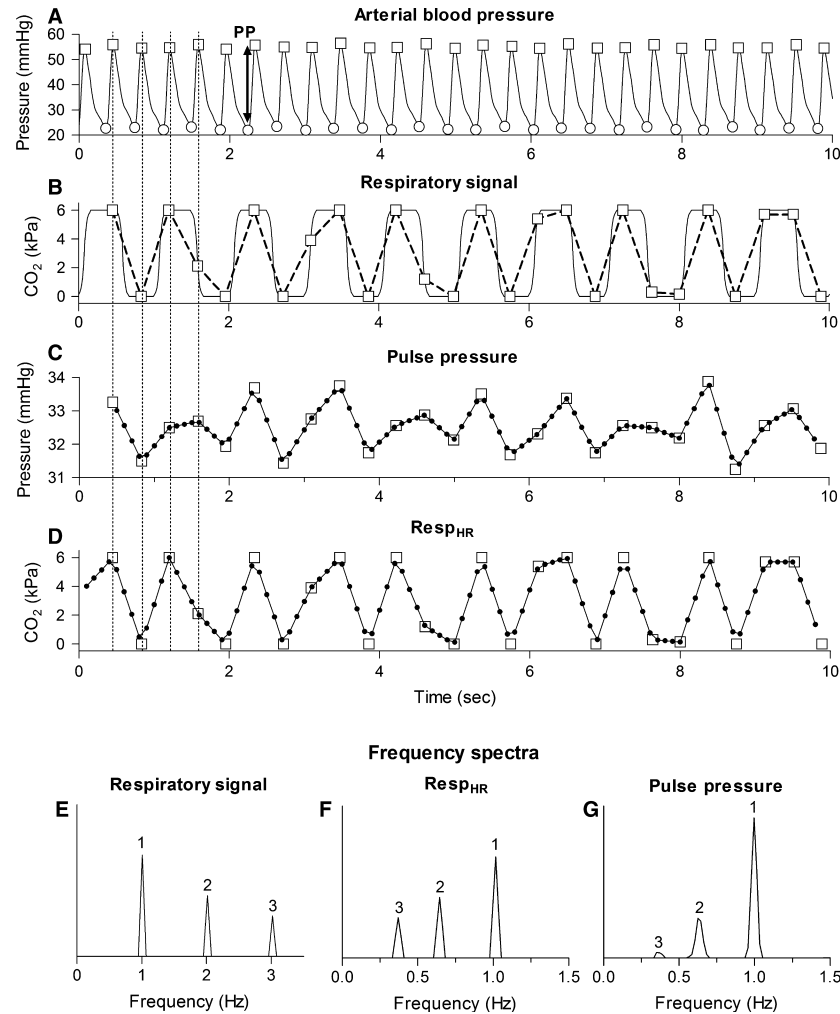 A Arterial blood pressure
PP
Pressure (mmHg)
60
50
40
30
20
0 2 4 6 8 10
B Respiratory signal
CO2 (kPa)
6
4
2
0
0 2 4 6 8 10
C Pulse pressure
Pressure (mmHg)
34
33
32
31
0 2 4 6 8 10
D RespHR
CO2 (kPa)
6
4
2
0
0 2 4 6 8 10
Time (sec)
Frequency spectra
E Respiratory signal
1
2
3
0 1 2 3
Frequency (Hz)
F RespHR
1
2
3
0.0 0.5 1.0 1.5
Frequency (Hz)
G Pulse pressure
1
2
3
0.0 0.5 1.0 1.5
Frequency (Hz)